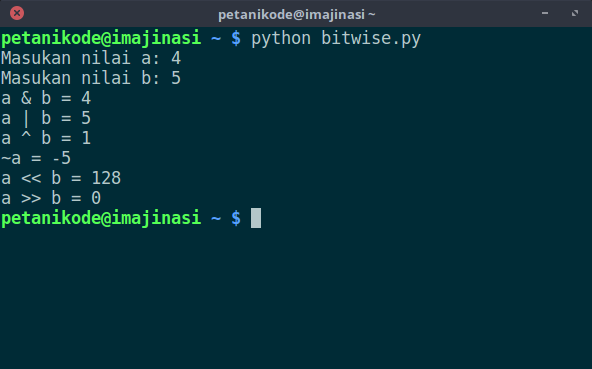 petanikode@imajinasi ~
petanikode@imajinasi ~ $ python bitwise.py
Masukan nilai a: 4
Masukan nilai b: 5
a & b = 4
a | b = 5
a ^ b = 1
~a = -5
a << b = 128
a >> b = 0
petanikode@imajinasi ~ $